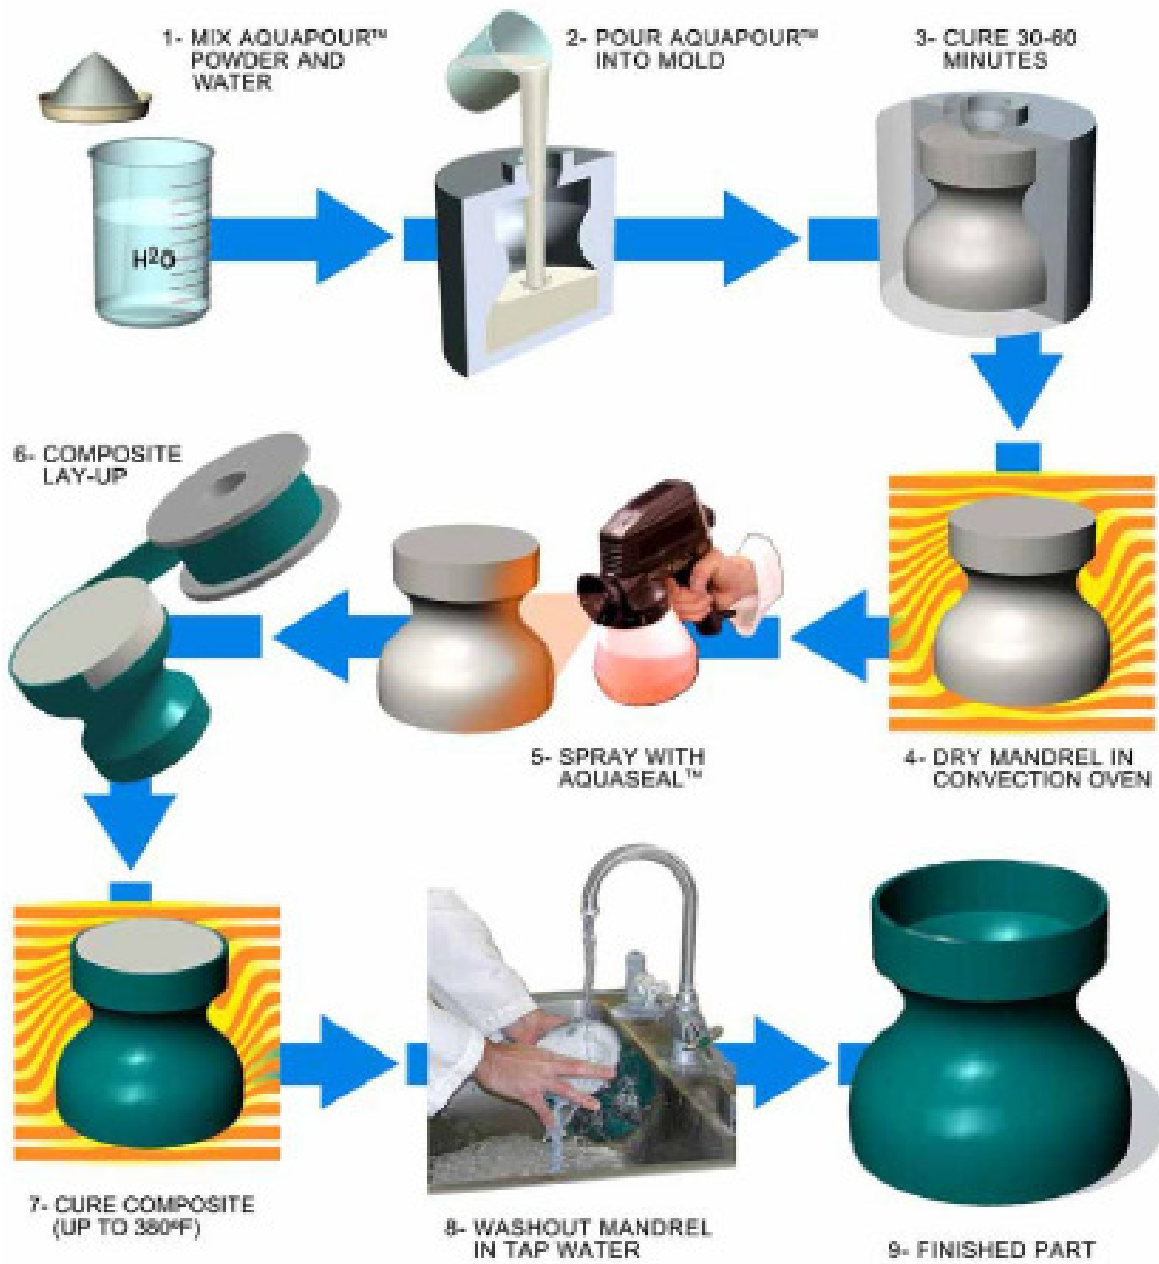 1- MIX AQUAPOUR™
POWDER AND
WATER
2- POUR AQUAPOUR™
INTO MOLD
3- CURE 30-60
MINUTES
H2O
6- COMPOSITE
LAY-UP
5- SPRAY WITH
AQUASEAL™
4- DRY MANDREL IN
CONVECTION OVEN
7- CURE COMPOSITE
(UP TO 380ºF)
8- WASHOUT MANDREL
IN TAP WATER
9- FINISHED PART